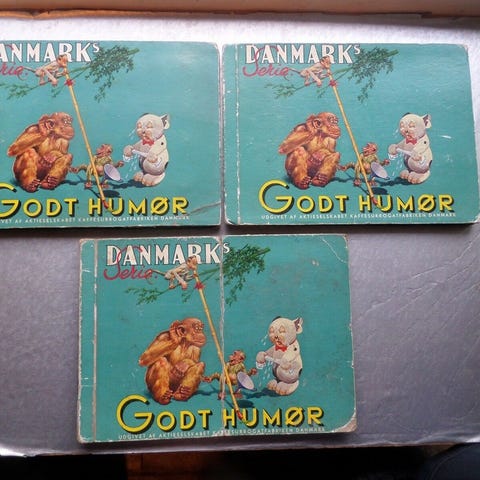 DANMARKS
Serie
GODT HUMØR
UDGIVET AF AKTIESELSKABET KAFFESURROGATFABRIKEN DANMARK
DANMARKS
Serie
GODT HUMØR
UDGIVET AF AKTIESELSKABET KAFFESURROGATFABRIKEN DANMARK
DANMARKS
Serie
GODT HUMØR
UDGIVET AF AKTIESELSKABET KAFFESURROGATFABRIKEN DANMARK